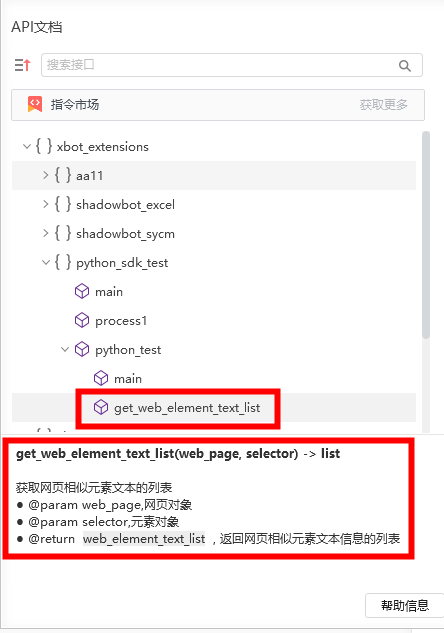 API文档
搜索接口
指令市场 获取更多
{ } xbot_extensions
{ } aa11
{ } shadowbot_excel
{ } shadowbot_sycm
{ } python_sdk_test
main
process1
python_test
main
get_web_element_text_list
get_web_element_text_list(web_page, selector) -> list
获取网页相似元素文本的列表
● @param web_page,网页对象
● @param selector,元素对象
● @return web_element_text_list , 返回网页相似元素文本信息的列表
帮助信息